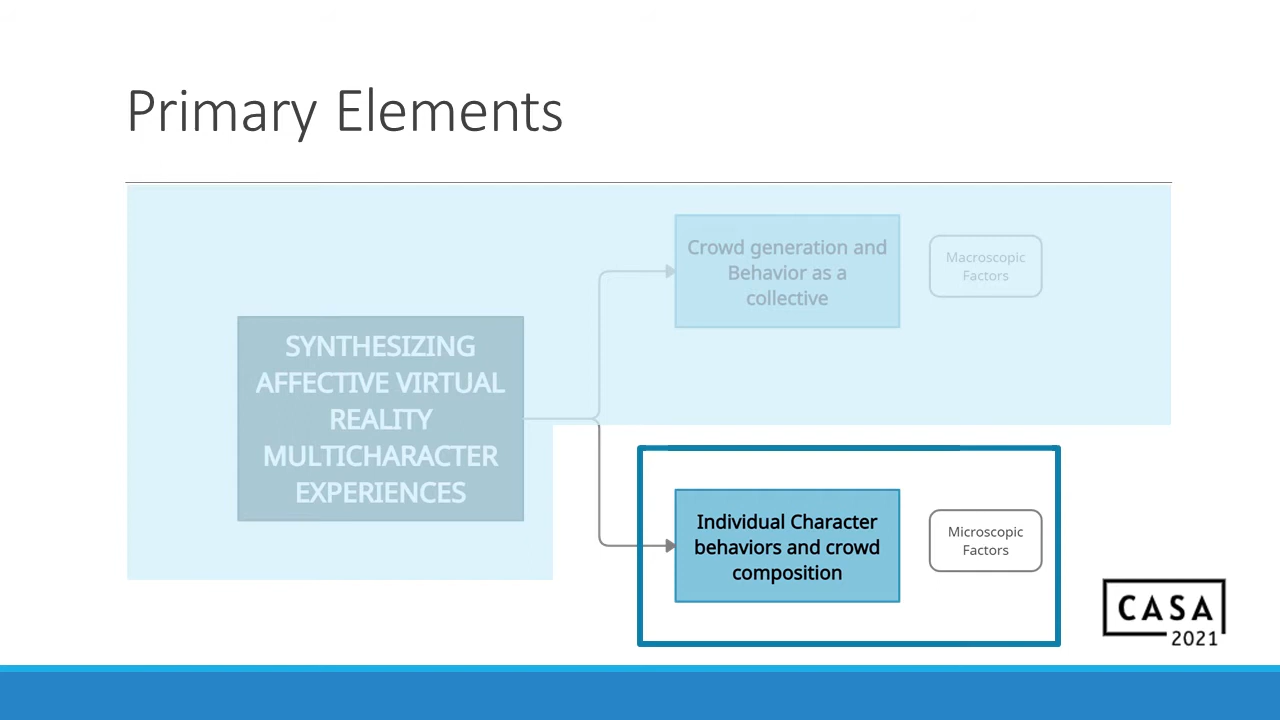 Primary Elements
Crowd generation and
Behavior as a
collective
Macroscopic
Factors
SYNTHESIZING
AFFECTIVE VIRTUAL
REALITY
MULTICHARACTER
EXPERIENCES
Individual Character
behaviors and crowd
composition
Microscopic
Factors
CASA
2021